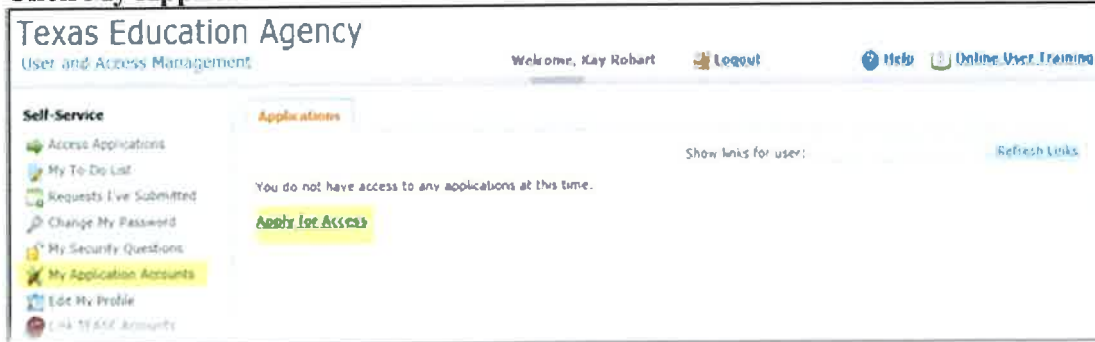 Texas Education Agency
User and Access Management
Welcome, Kay Robart
Logout
Help
Online User Training
Self-Service
Access Applications
My To-Do List
Requests I've Submitted
Change My Password
My Security Questions
My Application Accounts
Edit My Profile
Link TEASE Accounts
Applications
Show links for user:
Refresh Links
You do not have access to any applications at this time.
Apply for Access